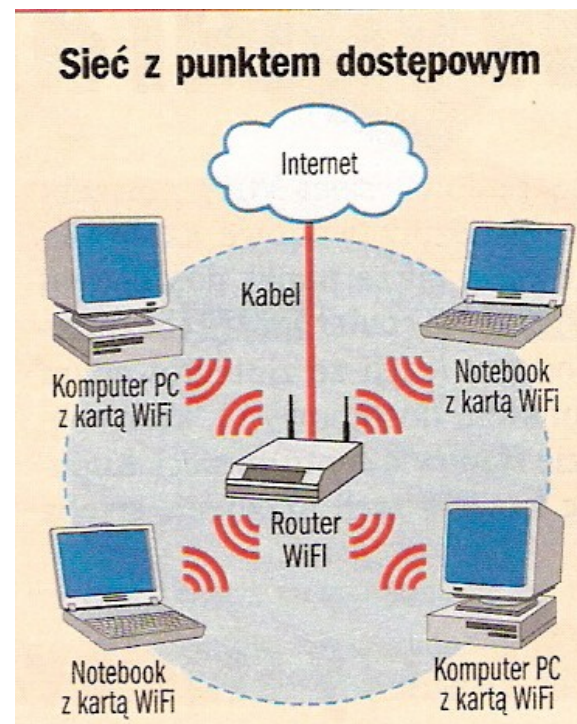 Sieć z punktem dostępowym
Internet
Kabel
Komputer PC
z kartą WiFi
Notebook
z kartą WiFi
Router
WiFI
Notebook
z kartą WiFi
Komputer PC
z kartą WiFi